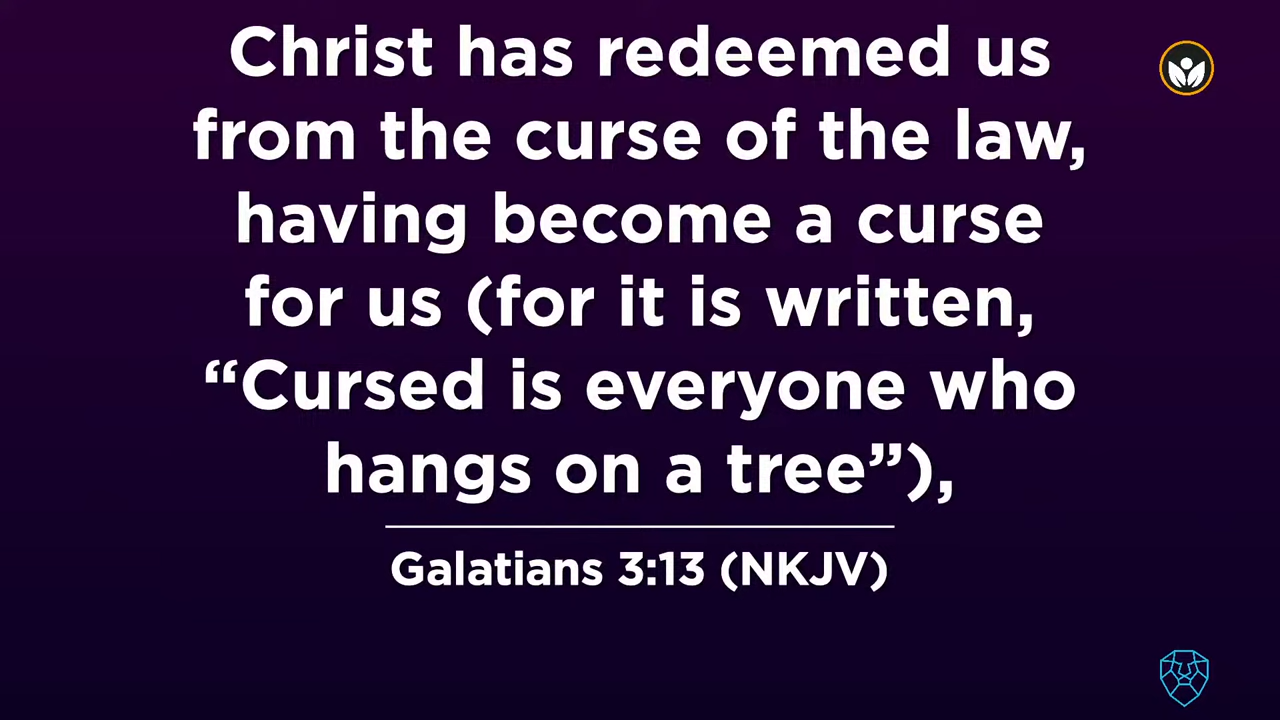 Christ has redeemed us
from the curse of the law,
having become a curse
for us (for it is written,
“Cursed is everyone who
hangs on a tree”),
Galatians 3:13 (NKJV)